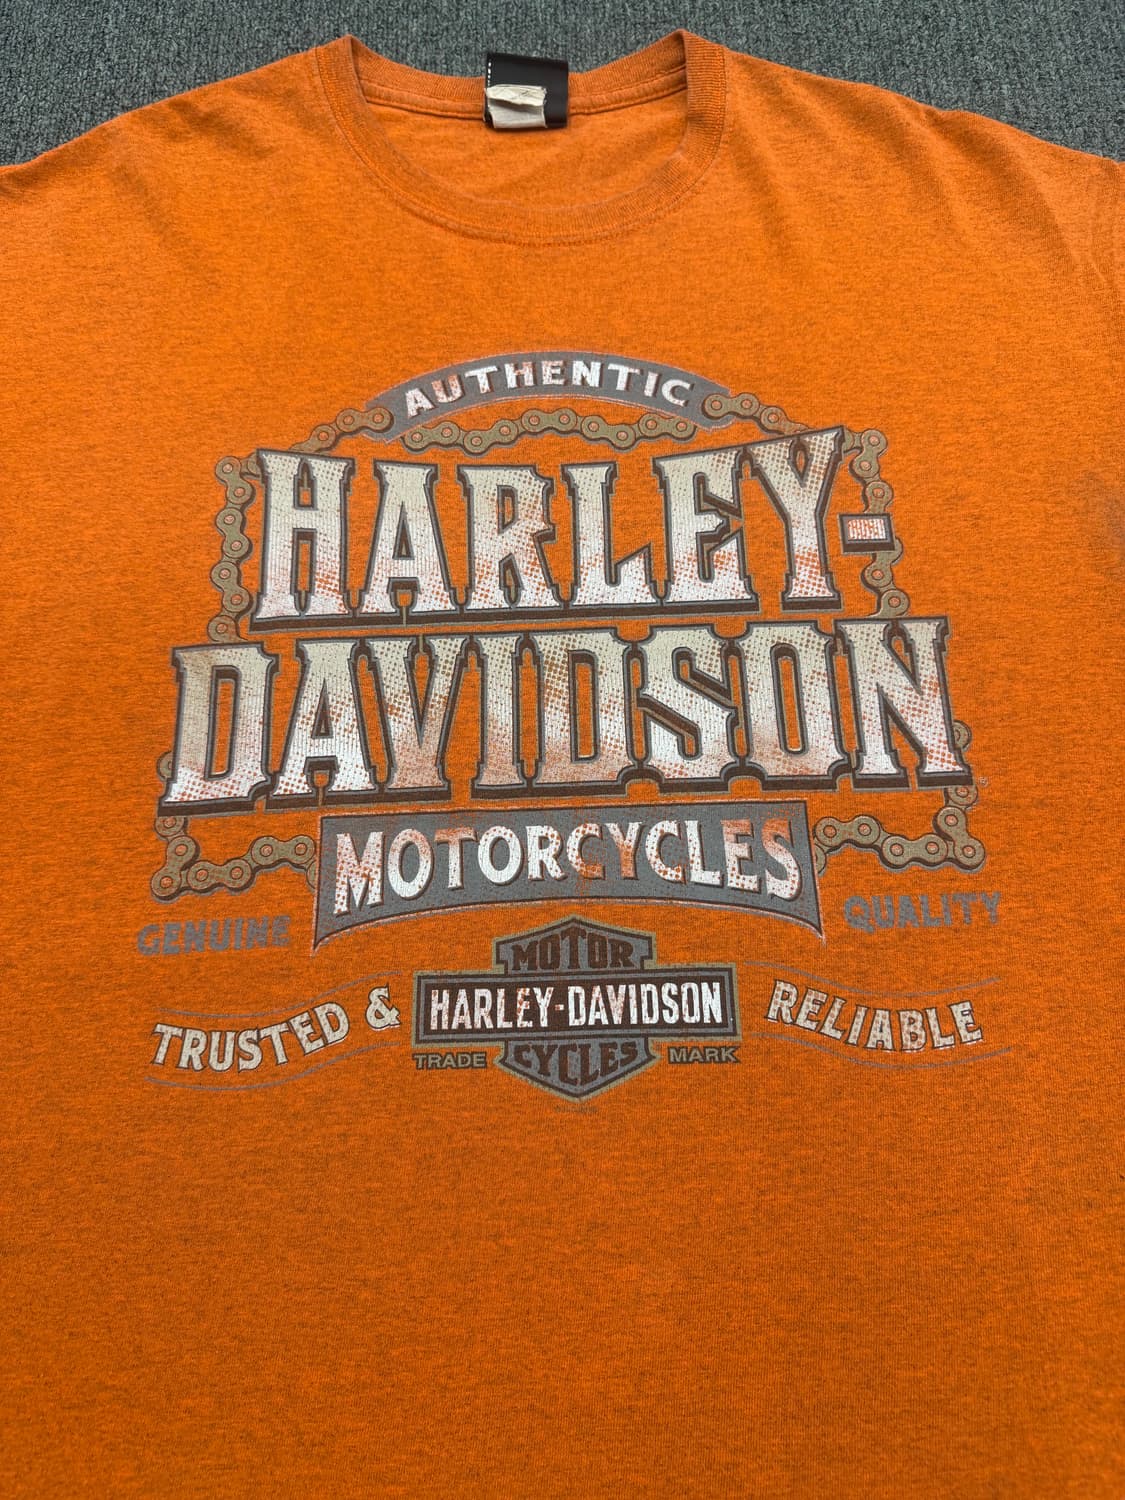 AUTHENTIC
HARLEY-
DAVIDSON
MOTORCYCLES
GENUINE QUALITY
TRUSTED & RELIABLE
MOTOR
HARLEY-DAVIDSON
CYCLES
TRADE MARK